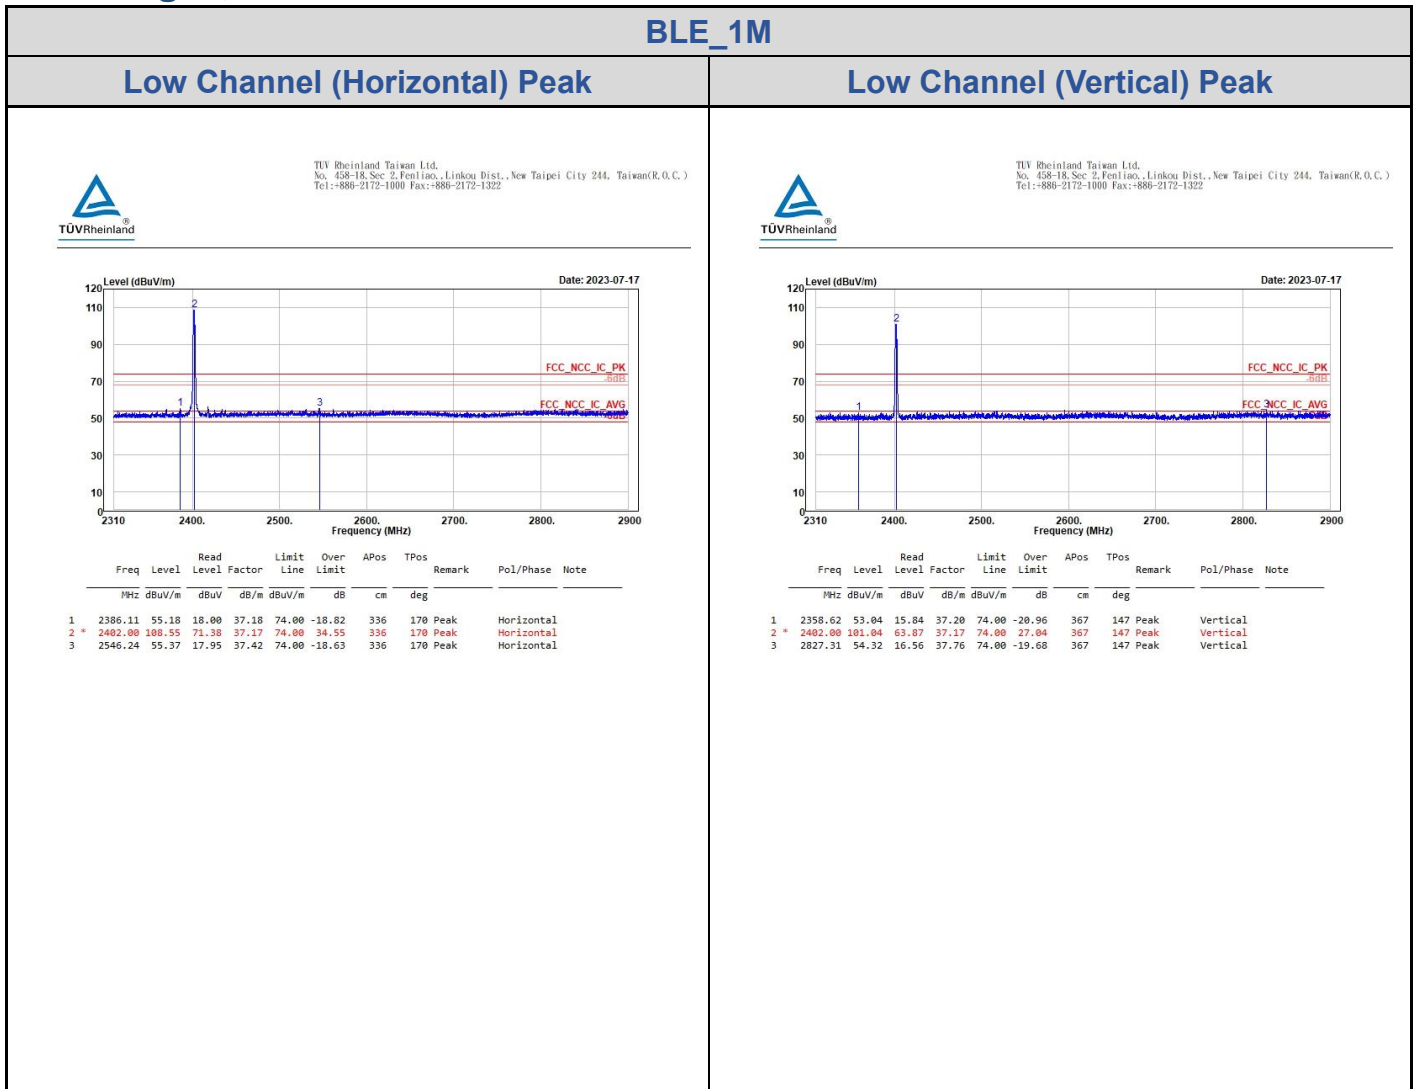 BLE_1M
Low Channel (Horizontal) Peak
Low Channel (Vertical) Peak
TUV Rheinland Taiwan Ltd.
No. 458-18,Sec 2,Fenliao.,Linkou Dist.,New Taipei City 244, Taiwan(R.O.C.)
Tel:+886-2172-1000 Fax:+886-2172-1322
TÜVRheinland®
Level (dBuV/m) Date: 2023-07-17
120
110
90
70
50
30
10
0
2
1
3
FCC_NCC_IC_PK
-6dB
FCC_NCC_IC_AVG
-6dB
2310 2400. 2500. 2600. 2700. 2800. 2900
Frequency (MHz)
Read Limit Over APos TPos
Freq Level Level Factor Line Limit Remark Pol/Phase Note
MHz dBuV/m dBuV dB/m dBuV/m dB cm deg
1 2386.11 55.18 18.00 37.18 74.00 -18.82 336 170 Peak Horizontal
2 * 2402.00 108.55 71.38 37.17 74.00 34.55 336 170 Peak Horizontal
3 2546.24 55.37 17.95 37.42 74.00 -18.63 336 170 Peak Horizontal
TUV Rheinland Taiwan Ltd.
No. 458-18,Sec 2,Fenliao.,Linkou Dist.,New Taipei City 244, Taiwan(R.O.C.)
Tel:+886-2172-1000 Fax:+886-2172-1322
TÜVRheinland®
Level (dBuV/m) Date: 2023-07-17
120
110
90
70
50
30
10
0
2
1
3
FCC_NCC_IC_PK
-6dB
FCC_NCC_IC_AVG
2310 2400. 2500. 2600. 2700. 2800. 2900
Frequency (MHz)
Read Limit Over APos TPos
Freq Level Level Factor Line Limit Remark Pol/Phase Note
MHz dBuV/m dBuV dB/m dBuV/m dB cm deg
1 2358.62 53.04 15.84 37.20 74.00 -20.96 367 147 Peak Vertical
2 * 2402.00 101.04 63.87 37.17 74.00 27.04 367 147 Peak Vertical
3 2827.31 54.32 16.56 37.76 74.00 -19.68 367 147 Peak Vertical